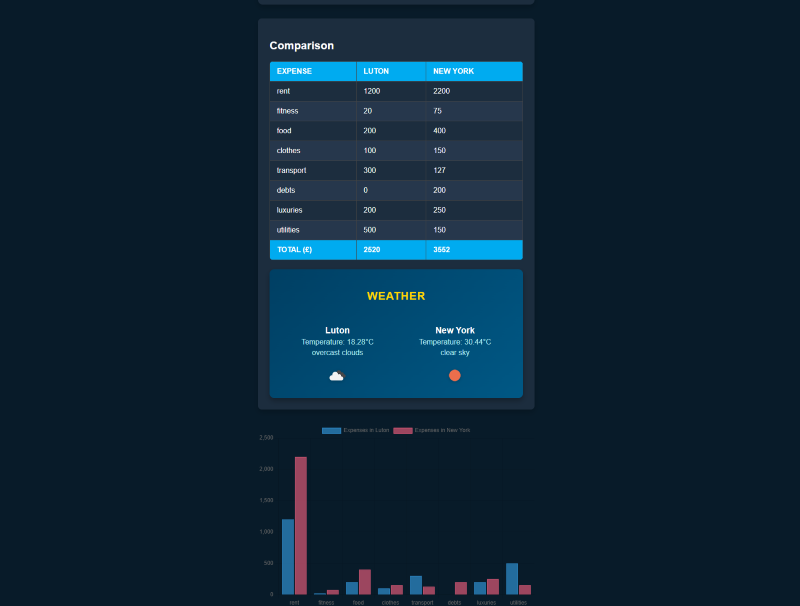 Comparison
EXPENSE LUTON NEW YORK
rent 1200 2200
fitness 20 75
food 200 400
clothes 100 150
transport 300 127
debts 0 200
luxuries 200 250
utilities 500 150
TOTAL (£) 2520 3552
WEATHER
Luton New York
Temperature: 18.28°C Temperature: 30.44°C
overcast clouds clear sky
Expenses in Luton Expenses in New York
2,500
2,000
1,500
1,000
500
0
rent fitness food clothes transport debts luxuries utilities